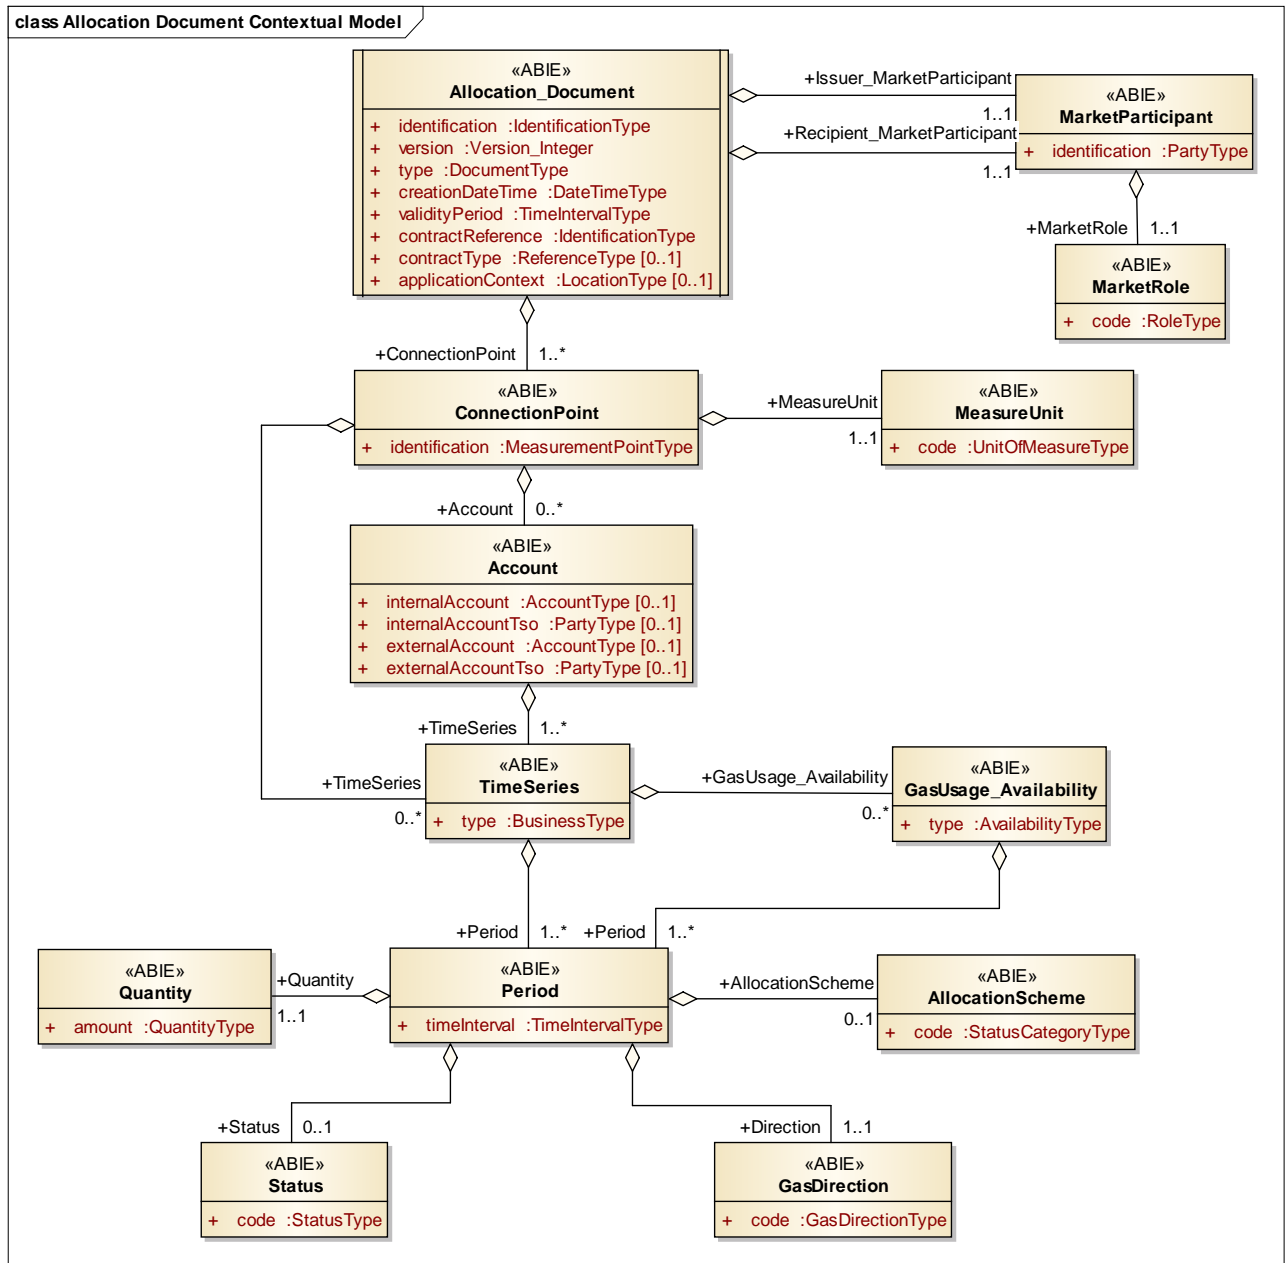 class Allocation Document Contextual Model
«ABIE»
Allocation_Document
+ identification :IdentificationType
+ version :Version_Integer
+ type :DocumentType
+ creationDateTime :DateTimeType
+ validityPeriod :TimeIntervalType
+ contractReference :IdentificationType
+ contractType :ReferenceType [0..1]
+ applicationContext :LocationType [0..1]
+Issuer_MarketParticipant
1..1
+Recipient_MarketParticipant
1..1
«ABIE»
MarketParticipant
+ identification :PartyType
+MarketRole 1..1
«ABIE»
MarketRole
+ code :RoleType
+ConnectionPoint 1..*
«ABIE»
ConnectionPoint
+ identification :MeasurementPointType
+MeasureUnit
1..1
«ABIE»
MeasureUnit
+ code :UnitOfMeasureType
+Account 0..*
«ABIE»
Account
+ internalAccount :AccountType [0..1]
+ internalAccountTso :PartyType [0..1]
+ externalAccount :AccountType [0..1]
+ externalAccountTso :PartyType [0..1]
+TimeSeries 1..*
+TimeSeries
0..*
«ABIE»
TimeSeries
+ type :BusinessType
+GasUsage_Availability
0..*
«ABIE»
GasUsage_Availability
+ type :AvailabilityType
+Period 1..*
+Period 1..*
«ABIE»
Quantity
+ amount :QuantityType
+Quantity
1..1
«ABIE»
Period
+ timeInterval :TimeIntervalType
+AllocationScheme
0..1
«ABIE»
AllocationScheme
+ code :StatusCategoryType
+Status 0..1
«ABIE»
Status
+ code :StatusType
+Direction 1..1
«ABIE»
GasDirection
+ code :GasDirectionType